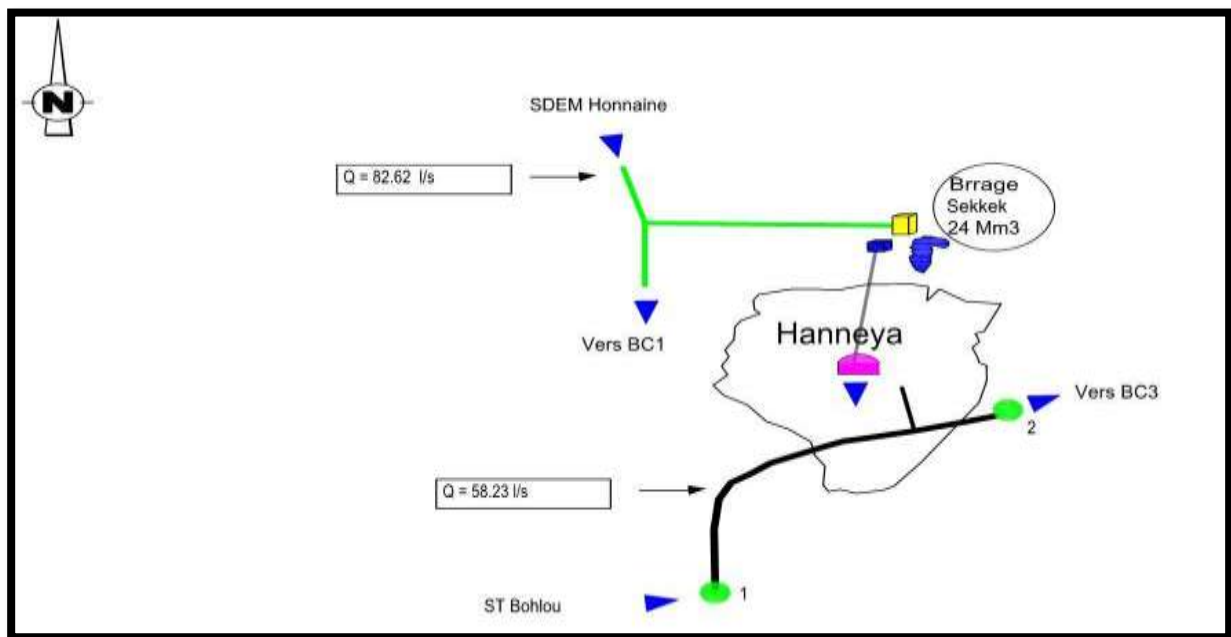 N
SDEM Honnaine
Q = 82.62 l/s
Brrage
Sekkek
24 Mm3
Vers BC1
Hanneya
Vers BC3
2
Q = 58.23 l/s
1
ST Bohlou